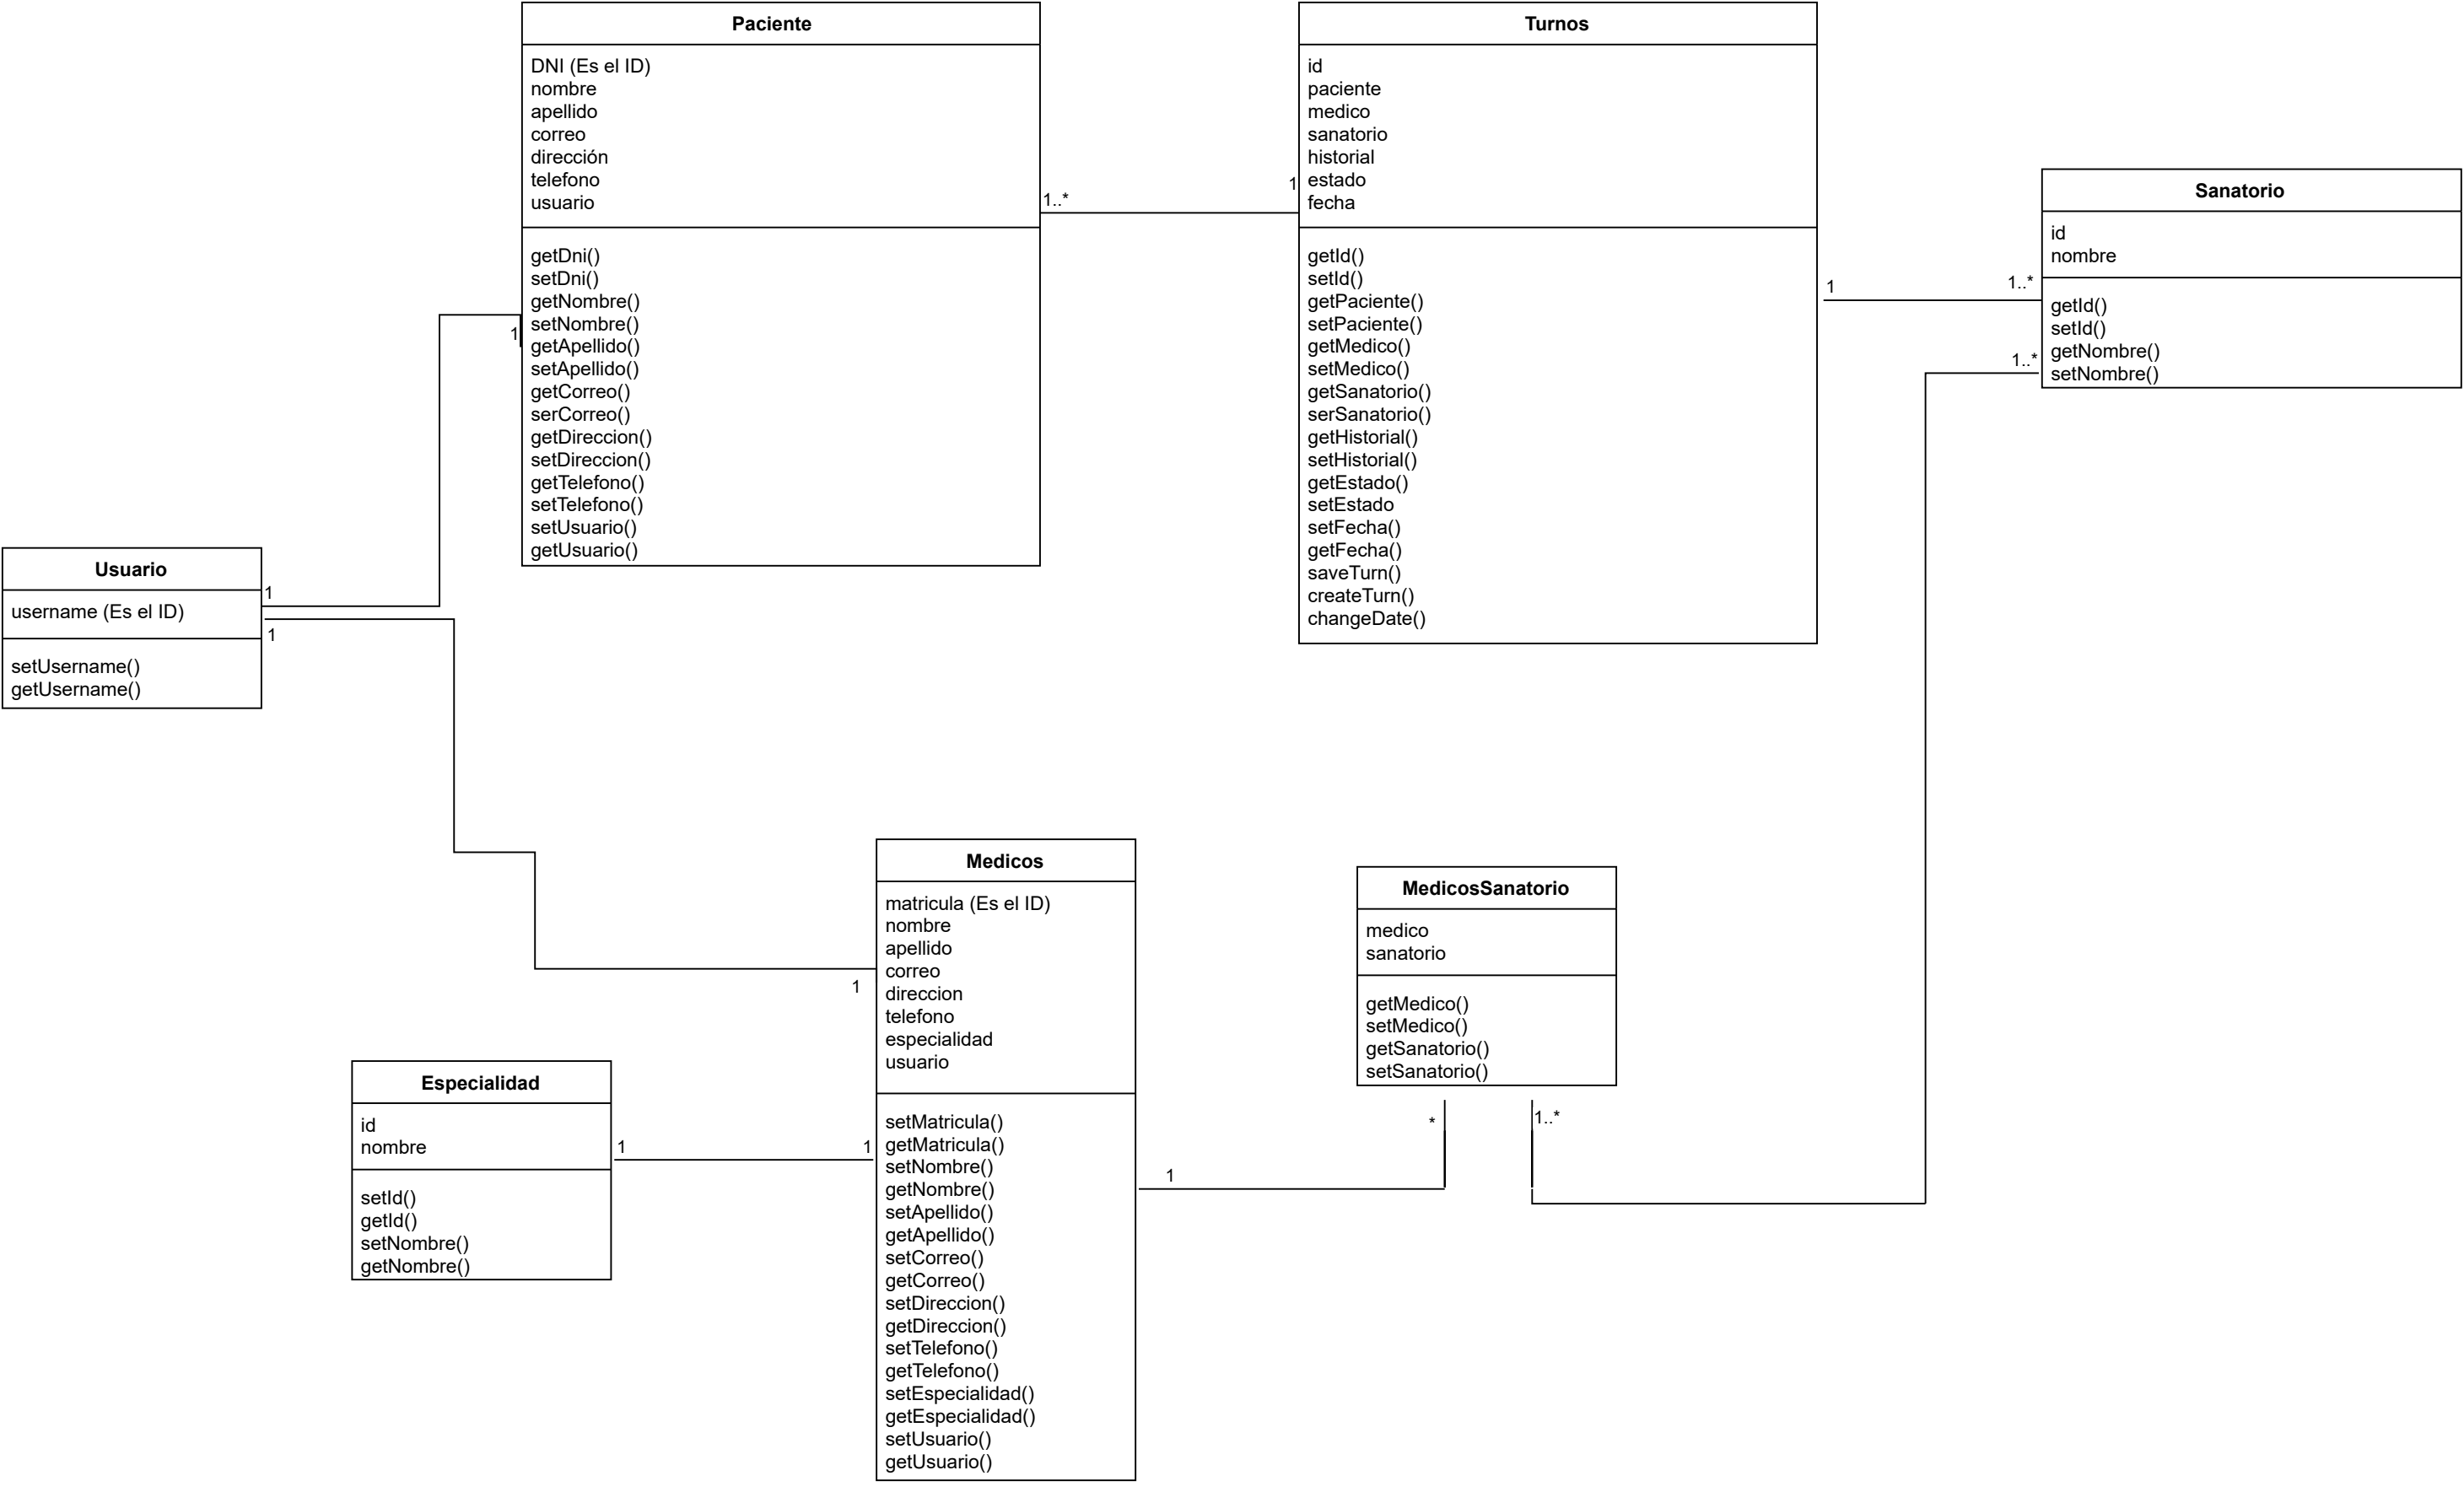 Paciente
DNI (Es el ID)
nombre
apellido
correo
dirección
telefono
usuario
getDni()
setDni()
getNombre()
setNombre()
getApellido()
setApellido()
getCorreo()
serCorreo()
getDireccion()
setDireccion()
getTelefono()
setTelefono()
setUsuario()
getUsuario()
1..*
1
1
Turnos
id
paciente
medico
sanatorio
historial
estado
fecha
getId()
setId()
getPaciente()
setPaciente()
getMedico()
setMedico()
getSanatorio()
serSanatorio()
getHistorial()
setHistorial()
getEstado()
setEstado
setFecha()
getFecha()
saveTurn()
createTurn()
changeDate()
1
1..*
1..*
Sanatorio
id
nombre
getId()
setId()
getNombre()
setNombre()
Usuario
username (Es el ID)
setUsername()
getUsername()
1
1
Medicos
matricula (Es el ID)
nombre
apellido
correo
direccion
telefono
especialidad
usuario
setMatricula()
getMatricula()
setNombre()
getNombre()
setApellido()
getApellido()
setCorreo()
getCorreo()
setDireccion()
getDireccion()
setTelefono()
getTelefono()
setEspecialidad()
getEspecialidad()
setUsuario()
getUsuario()
1
1
1
MedicosSanatorio
medico
sanatorio
getMedico()
setMedico()
getSanatorio()
setSanatorio()
*
1..*
Especialidad
id
nombre
setId()
getId()
setNombre()
getNombre()
1